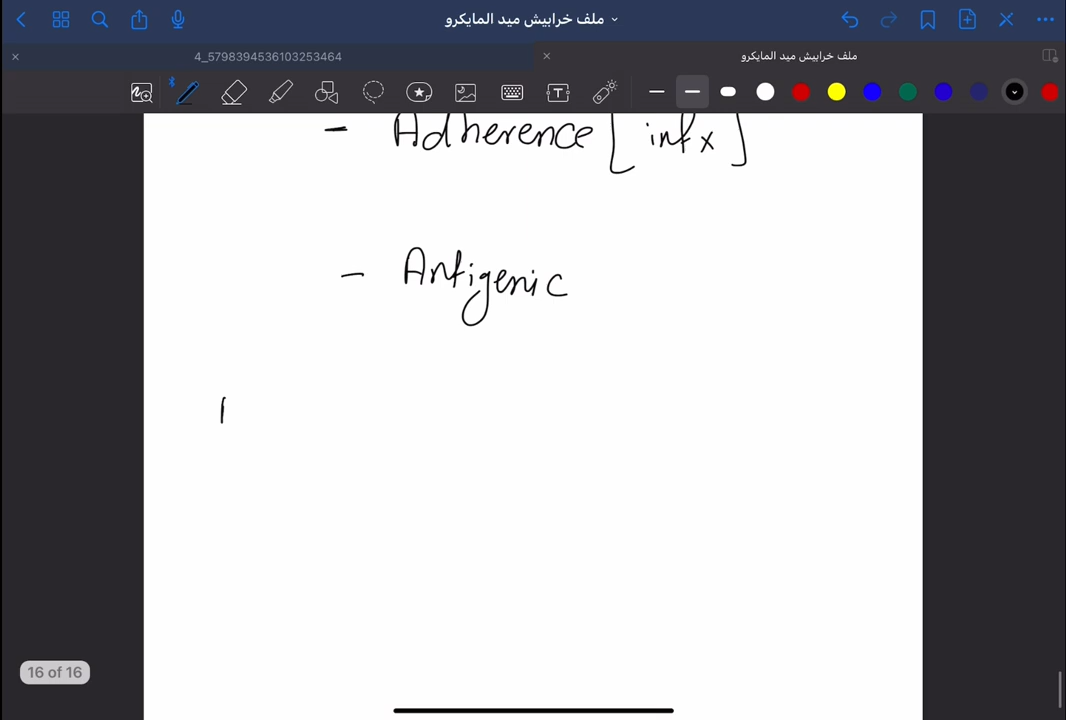 ملف خرابيش ميد المايكرو
4_5798394536103253464
ملف خرابيش ميد المايكرو
- Adherence [infx]
- Antigenic
16 of 16